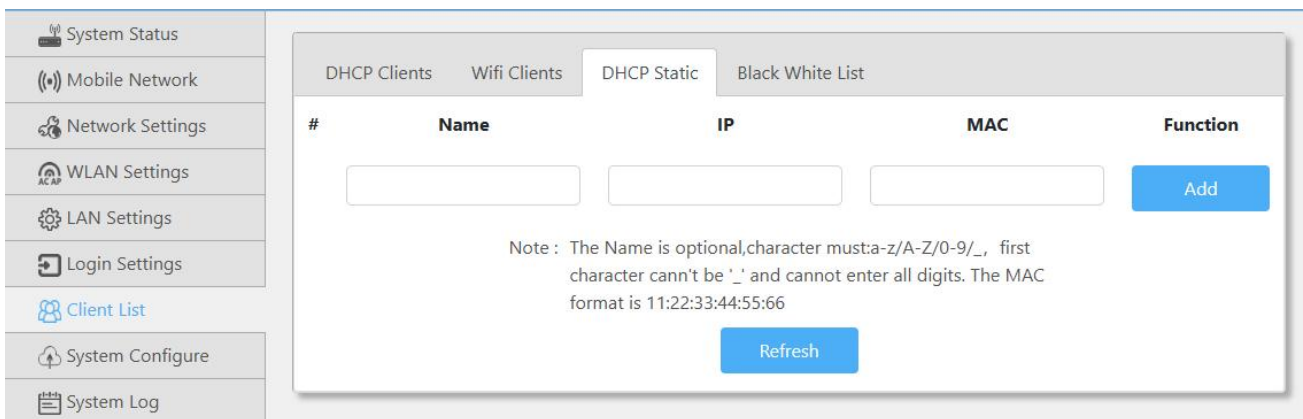 System Status
Mobile Network
Network Settings
AC AP
WLAN Settings
LAN Settings
Login Settings
Client List
System Configure
System Log
DHCP Clients Wifi Clients DHCP Static Black White List
# Name IP MAC Function
Add
Note : The Name is optional,character must:a-z/A-Z/0-9/_, first
character cann't be '_' and cannot enter all digits. The MAC
format is 11:22:33:44:55:66
Refresh